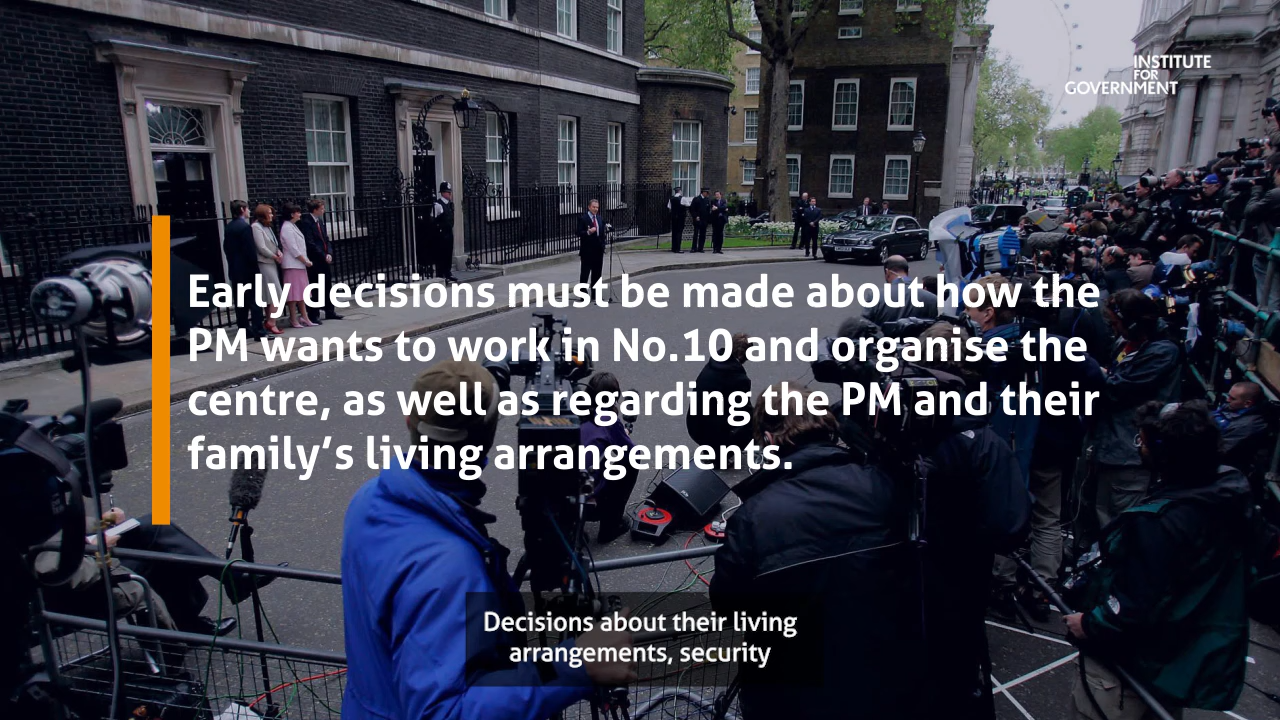 INSTITUTE
FOR
GOVERNMENT
Early decisions must be made about how the
PM wants to work in No.10 and organise the
centre, as well as regarding the PM and their
family's living arrangements.
Decisions about their living
arrangements, security